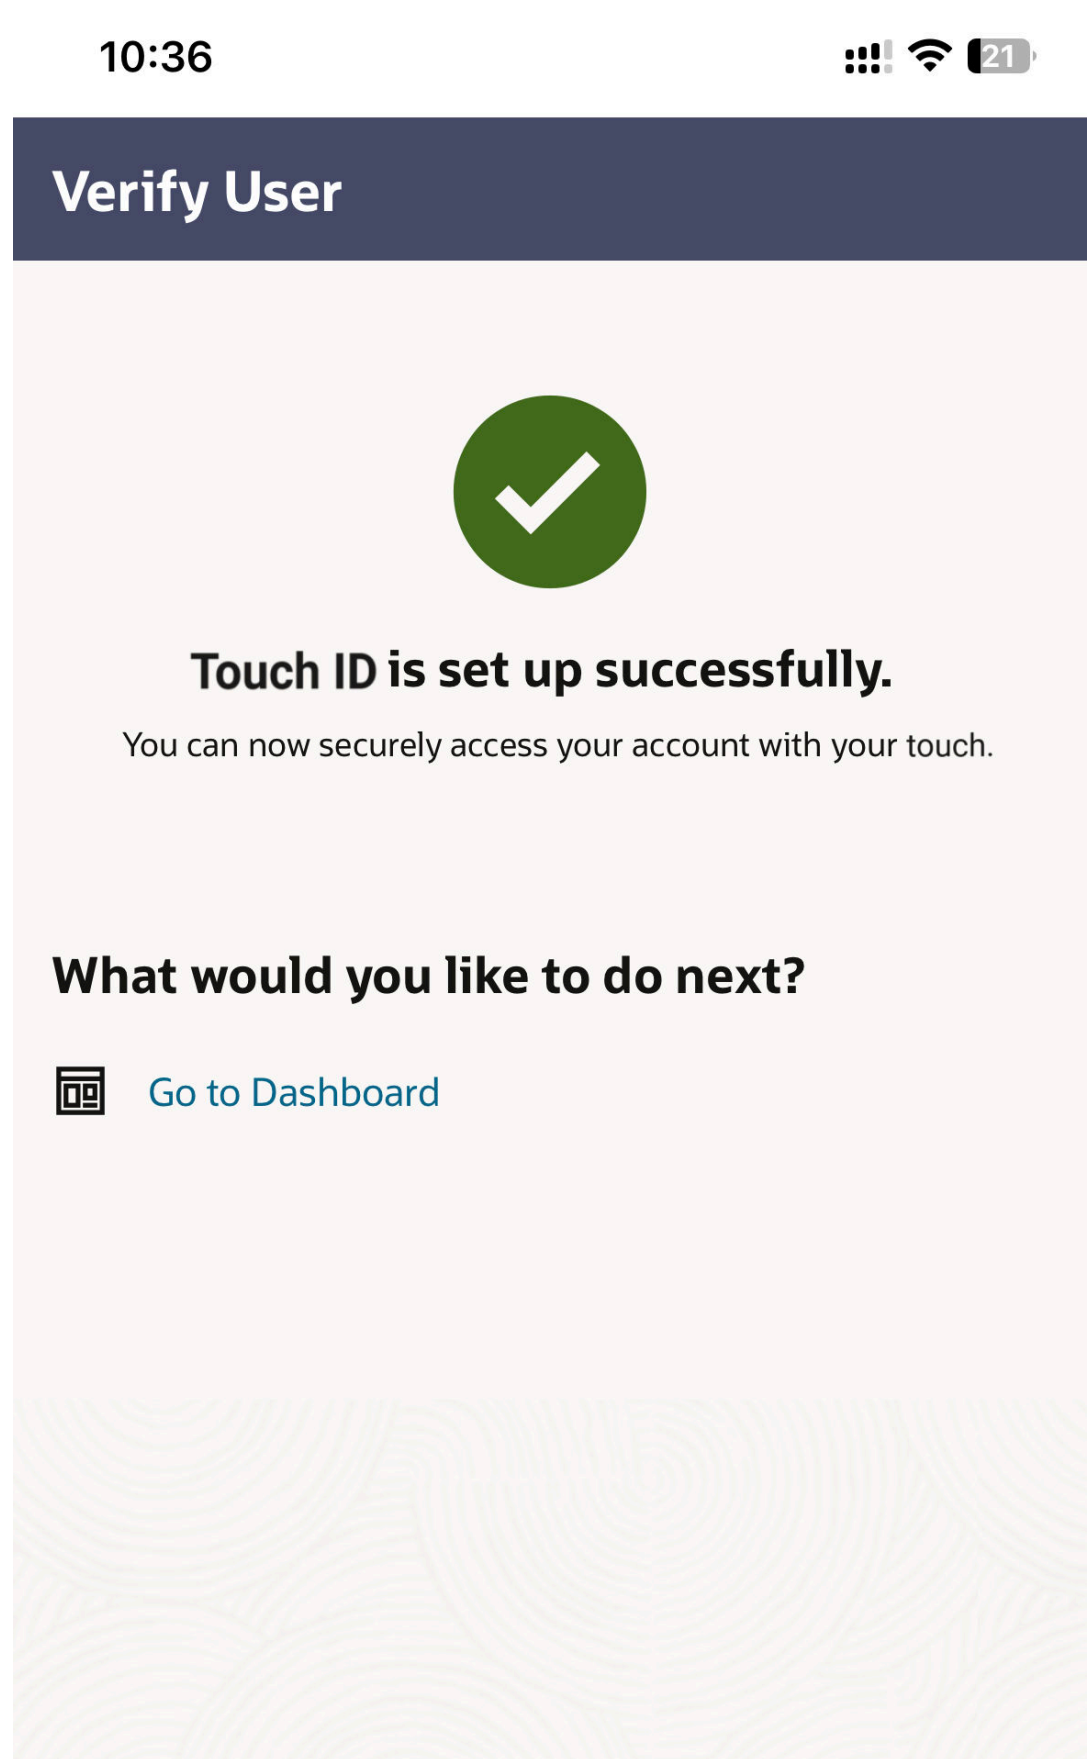 10:36
21
Verify User
Touch ID is set up successfully.
You can now securely access your account with your touch.
What would you like to do next?
Go to Dashboard